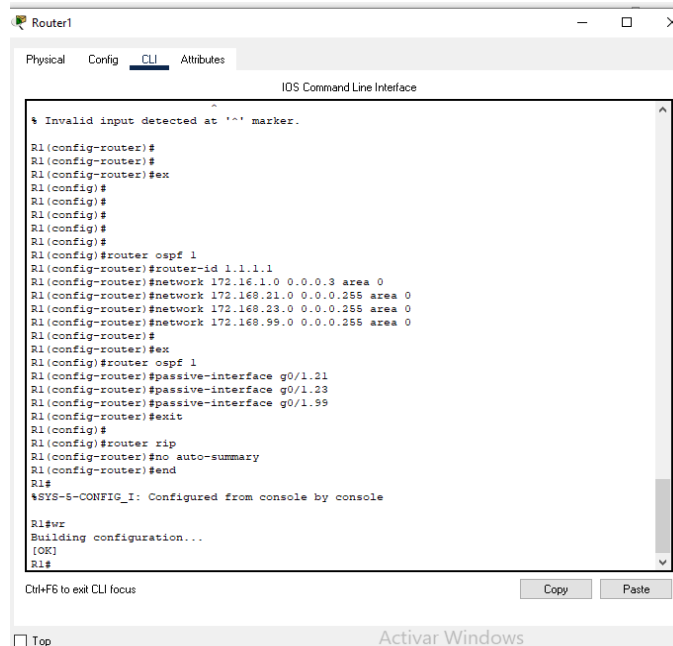 Router1
Physical Config CLI Attributes
IOS Command Line Interface
^
% Invalid input detected at '^' marker.
R1(config-router)#
R1(config-router)#
R1(config-router)#ex
R1(config)#
R1(config)#
R1(config)#
R1(config)#
R1(config)#
R1(config)#router ospf 1
R1(config-router)#router-id 1.1.1.1
R1(config-router)#network 172.16.1.0 0.0.0.3 area 0
R1(config-router)#network 172.168.21.0 0.0.0.255 area 0
R1(config-router)#network 172.168.23.0 0.0.0.255 area 0
R1(config-router)#network 172.168.99.0 0.0.0.255 area 0
R1(config-router)#
R1(config-router)#ex
R1(config)#router ospf 1
R1(config-router)#passive-interface g0/1.21
R1(config-router)#passive-interface g0/1.23
R1(config-router)#passive-interface g0/1.99
R1(config-router)#exit
R1(config)#
R1(config)#router rip
R1(config-router)#no auto-summary
R1(config-router)#end
R1#
%SYS-5-CONFIG_I: Configured from console by console
R1#wr
Building configuration...
[OK]
R1#
Ctrl+F6 to exit CLI focus Copy Paste
Top
Activar Windows